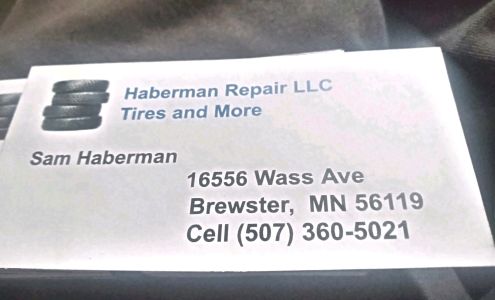 Haberman Repair LLC
Tires and More
Sam Haberman
16556 Wass Ave
Brewster, MN 56119
Cell (507) 360-5021